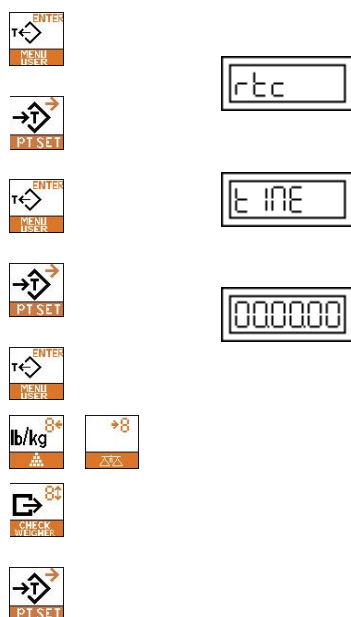 ENTER
T
MENU
USER
rtc
T
PT SET
ENTER
T
MENU
USER
t INE
T
PT SET
00.00.00
ENTER
T
MENU
USER
lb/kg 8
8
8
CHECK
WEIGHER
T
PT SET